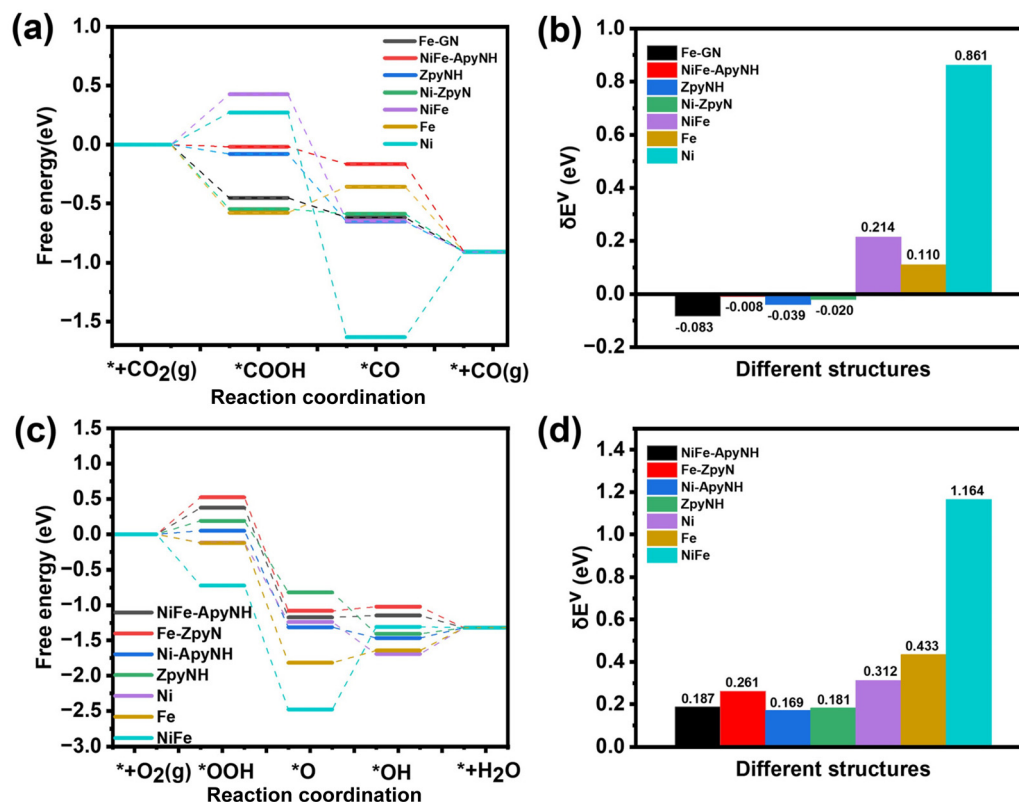 (a)
Free energy(eV)
1.0
0.5
0.0
−0.5
−1.0
−1.5
Fe-GN
NiFe-ApyNH
ZpyNH
Ni-ZpyN
NiFe
Fe
Ni
*+CO2(g) *COOH *CO *+CO(g)
Reaction coordination
(b)
δEᵛ (eV)
1.0
0.8
0.6
0.4
0.2
0.0
−0.2
Fe-GN
NiFe-ApyNH
ZpyNH
Ni-ZpyN
NiFe
Fe
Ni
-0.083
-0.008
-0.039
-0.020
0.214
0.110
0.861
Different structures
(c)
Free energy (eV)
1.5
1.0
0.5
0.0
−0.5
−1.0
−1.5
−2.0
−2.5
−3.0
NiFe-ApyNH
Fe-ZpyN
Ni-ApyNH
ZpyNH
Ni
Fe
NiFe
*+O2(g) *OOH *O *OH *+H2O
Reaction coordination
(d)
δEᵛ (eV)
1.4
1.2
1.0
0.8
0.6
0.4
0.2
0.0
NiFe-ApyNH
Fe-ZpyN
Ni-ApyNH
ZpyNH
Ni
Fe
NiFe
0.187
0.261
0.169
0.181
0.312
0.433
1.164
Different structures